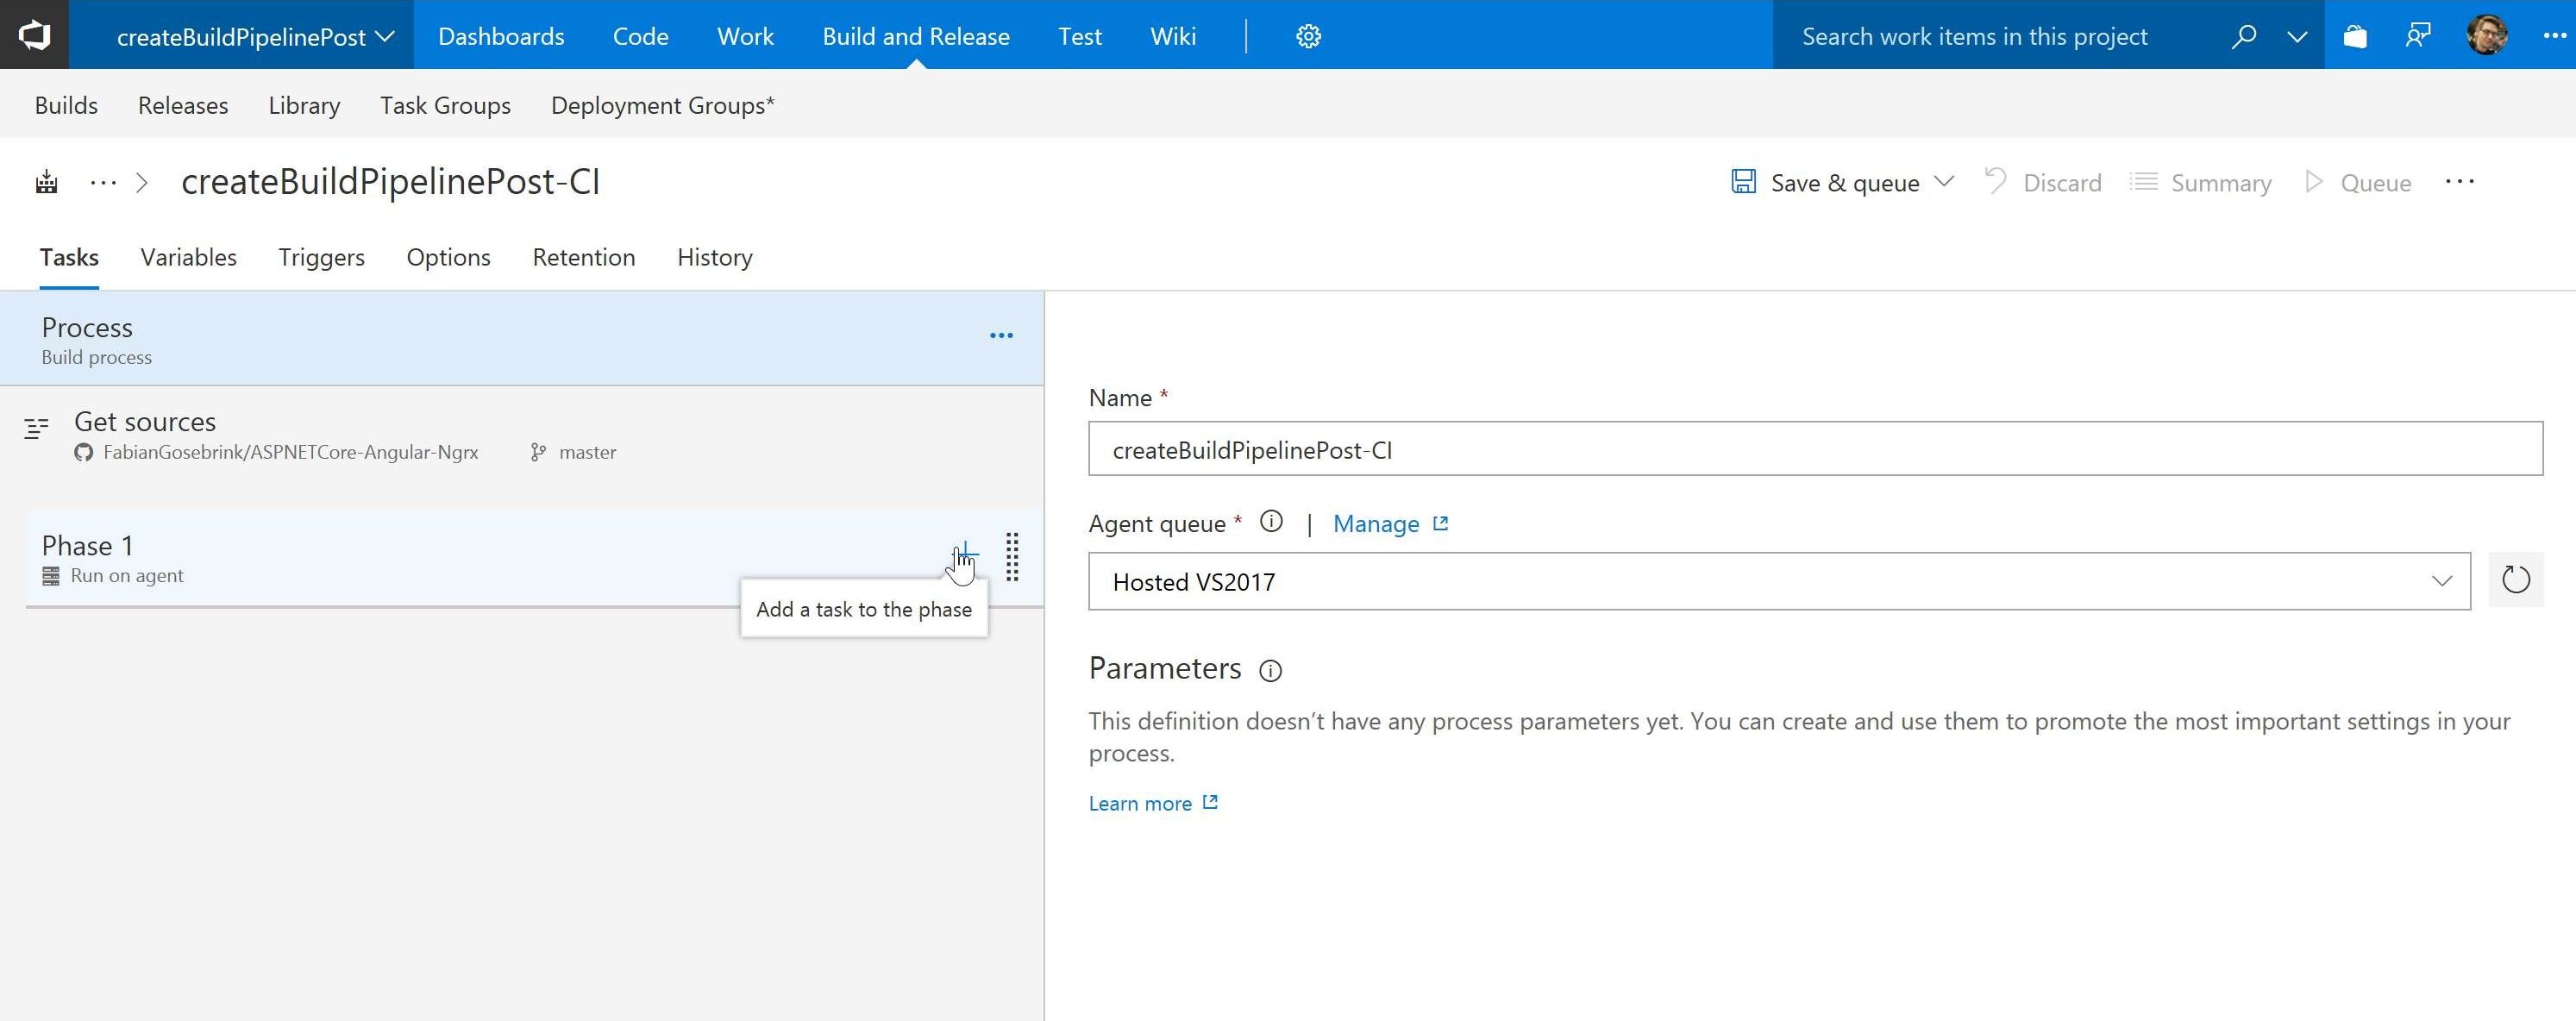 createBuildPipelinePost Dashboards Code Work Build and Release Test Wiki Search work items in this project
Builds Releases Library Task Groups Deployment Groups*
createBuildPipelinePost-CI Save & queue Discard Summary Queue
Tasks Variables Triggers Options Retention History
Process
Build process
Get sources
FabianGosebrink/ASPNETCore-Angular-Ngrx master
Phase 1
Run on agent
Add a task to the phase
Name *
createBuildPipelinePost-CI
Agent queue * | Manage
Hosted VS2017
Parameters
This definition doesn't have any process parameters yet. You can create and use them to promote the most important settings in your
process.
Learn more